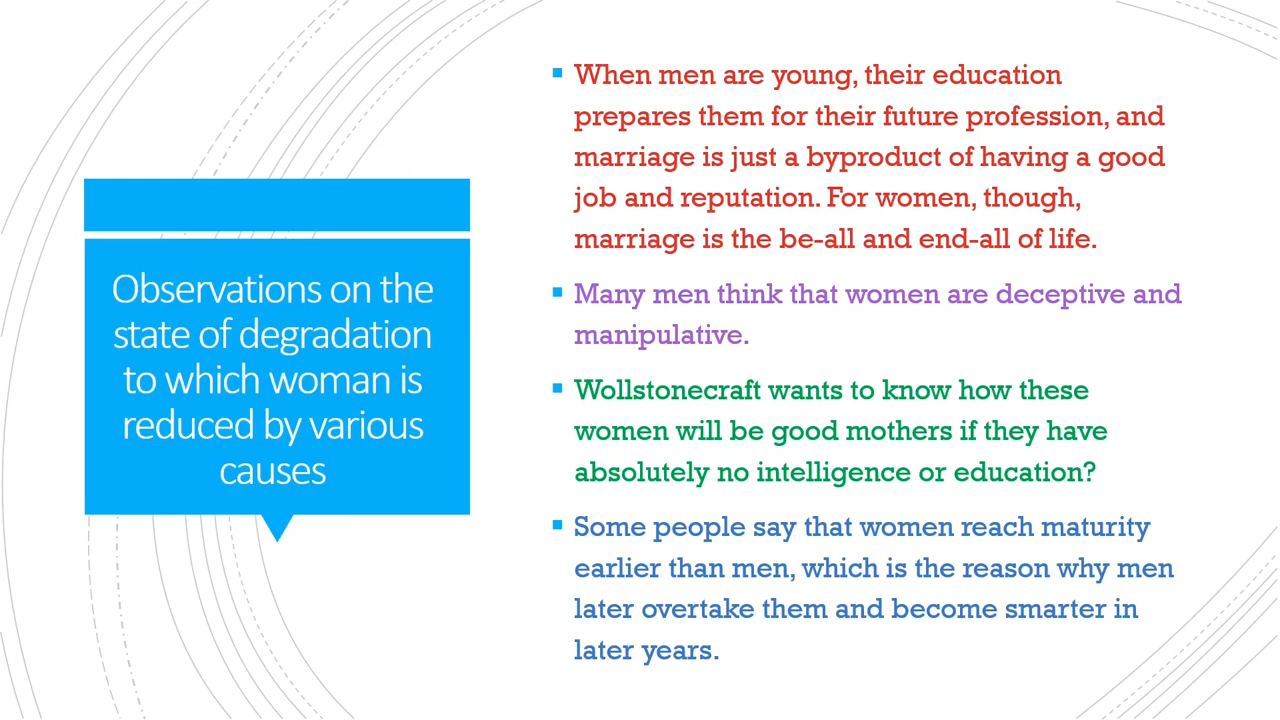 Observations on the
state of degradation
to which woman is
reduced by various
causes
When men are young, their education
prepares them for their future profession, and
marriage is just a byproduct of having a good
job and reputation. For women, though,
marriage is the be-all and end-all of life.
Many men think that women are deceptive and
manipulative.
Wollstonecraft wants to know how these
women will be good mothers if they have
absolutely no intelligence or education?
Some people say that women reach maturity
earlier than men, which is the reason why men
later overtake them and become smarter in
later years.